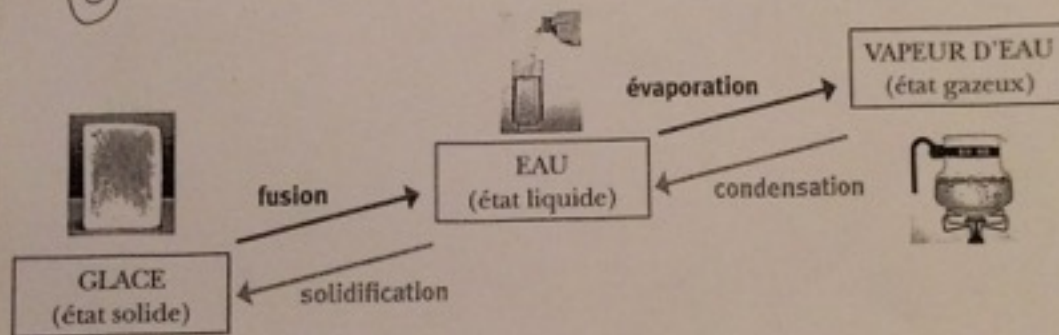 VAPEUR D'EAU
(état gazeux)
évaporation
EAU
(état liquide)
condensation
fusion
GLACE
(état solide)
solidification